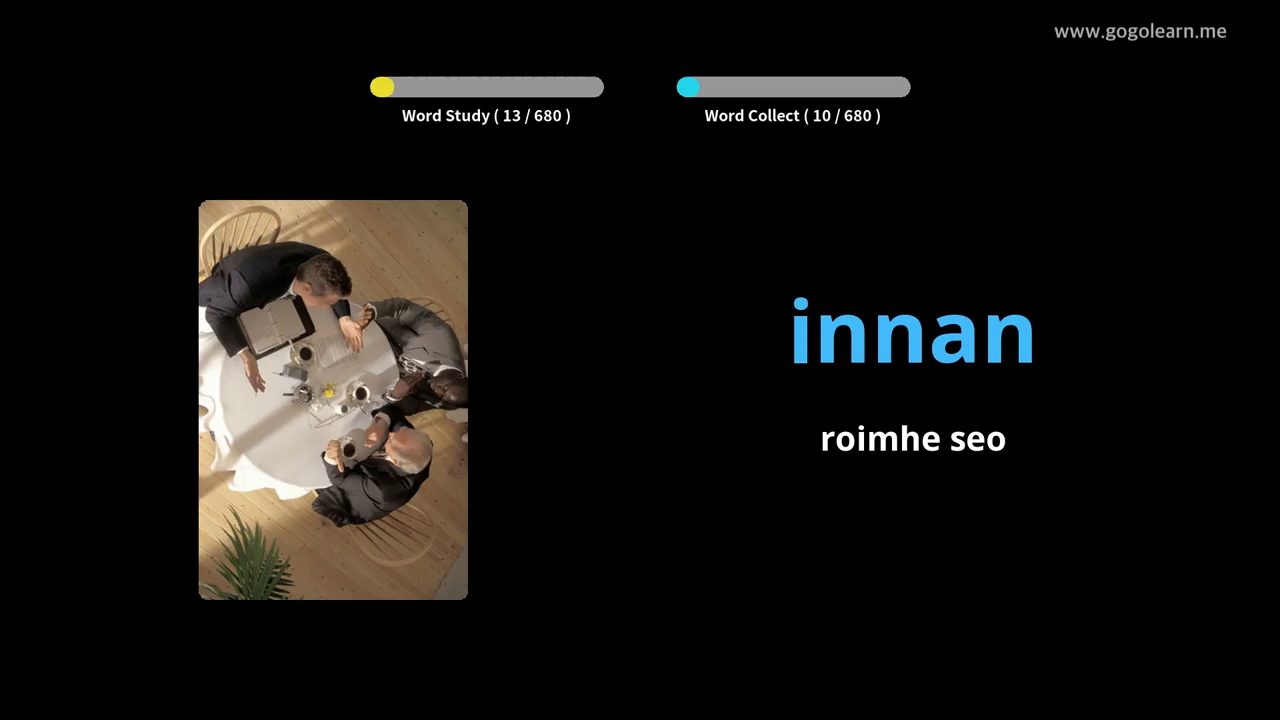 www.gogolearn.me
Word Study ( 13 / 680 )
Word Collect ( 10 / 680 )
innan
roimhe seo